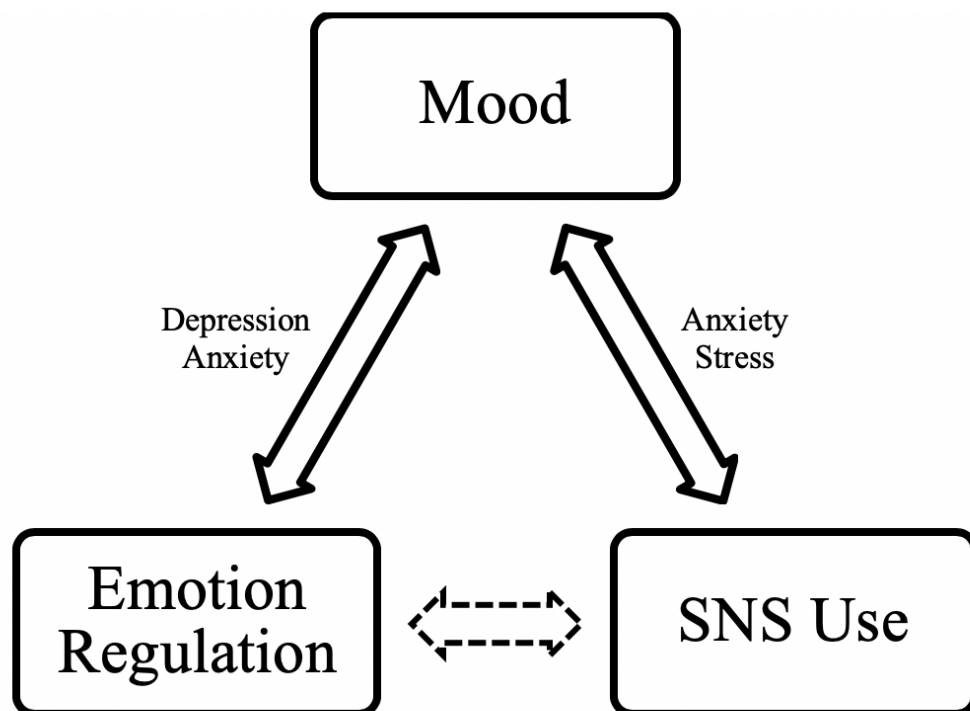 Mood
Depression
Anxiety
Anxiety
Stress
Emotion
Regulation
SNS Use